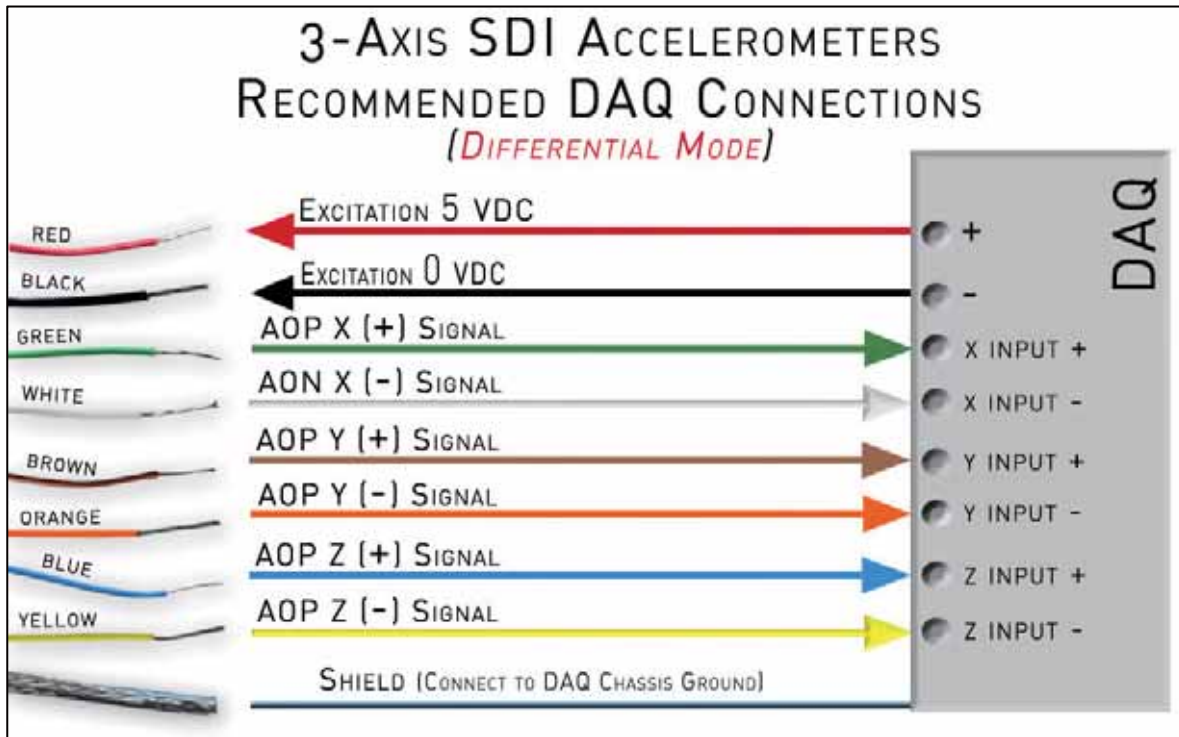 3-Axis SDI Accelerometers
Recommended DAQ Connections
(Differential Mode)
DAQ
RED
Excitation 5 VDC
+
BLACK
Excitation 0 VDC
-
GREEN
AOP X (+) Signal
X INPUT +
WHITE
AON X (-) Signal
X INPUT -
BROWN
AOP Y (+) Signal
Y INPUT +
ORANGE
AOP Y (-) Signal
Y INPUT -
BLUE
AOP Z (+) Signal
Z INPUT +
YELLOW
AOP Z (-) Signal
Z INPUT -
Shield (Connect to DAQ Chassis Ground)